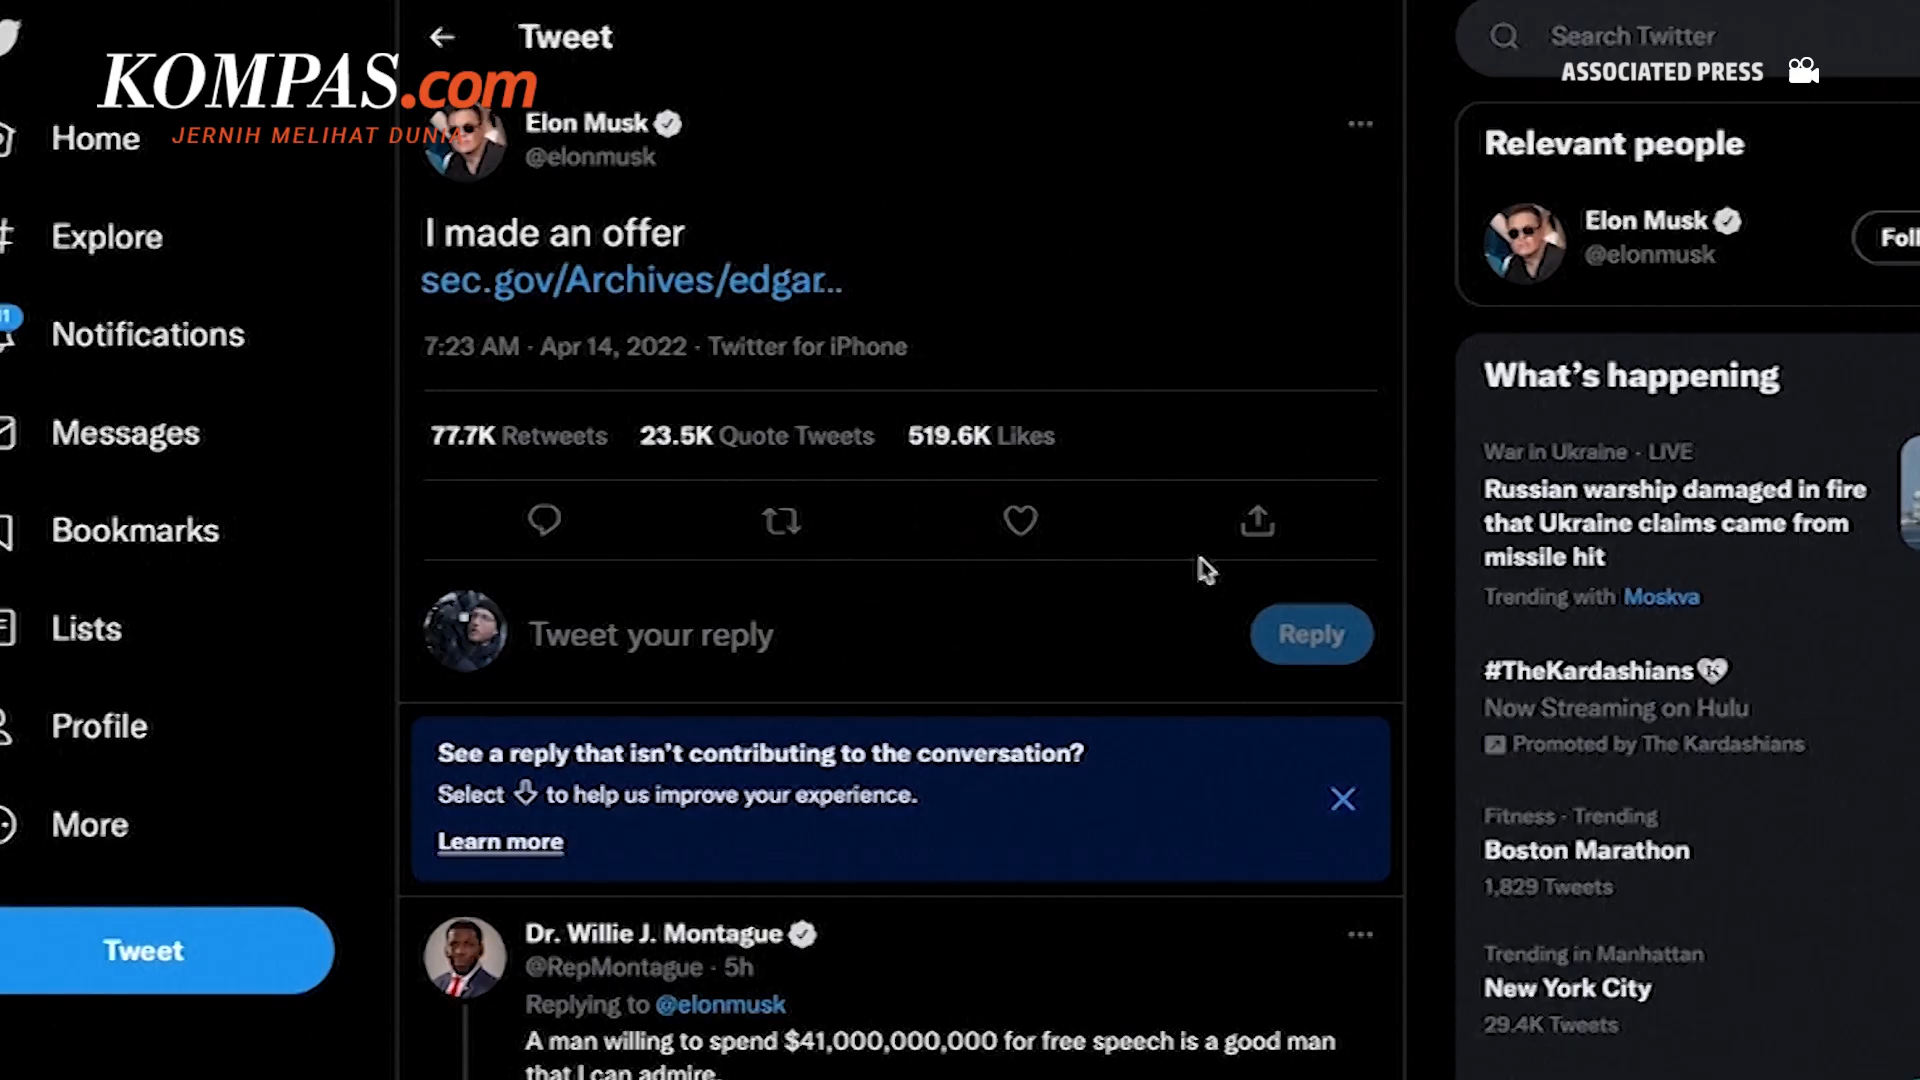 Tweet
Search Twitter
ASSOCIATED PRESS
KOMPAS.com
JERNIH MELIHAT DUNIA
Home
Explore
11
Notifications
Messages
Bookmarks
Lists
Profile
More
Tweet
Elon Musk
@elonmusk
I made an offer
sec.gov/Archives/edgar...
7:23 AM · Apr 14, 2022 · Twitter for iPhone
77.7K Retweets 23.5K Quote Tweets 519.6K Likes
Tweet your reply
Reply
See a reply that isn't contributing to the conversation?
Select to help us improve your experience.
Learn more
Dr. Willie J. Montague
@RepMontague · 5h
Replying to @elonmusk
A man willing to spend $41,000,000,000 for free speech is a good man
that I can admire.
Relevant people
Elon Musk
@elonmusk
Foll
What's happening
War in Ukraine · LIVE
Russian warship damaged in fire
that Ukraine claims came from
missile hit
Trending with Moskva
#TheKardashians
Now Streaming on Hulu
Promoted by The Kardashians
Fitness · Trending
Boston Marathon
1,829 Tweets
Trending in Manhattan
New York City
29.4K Tweets